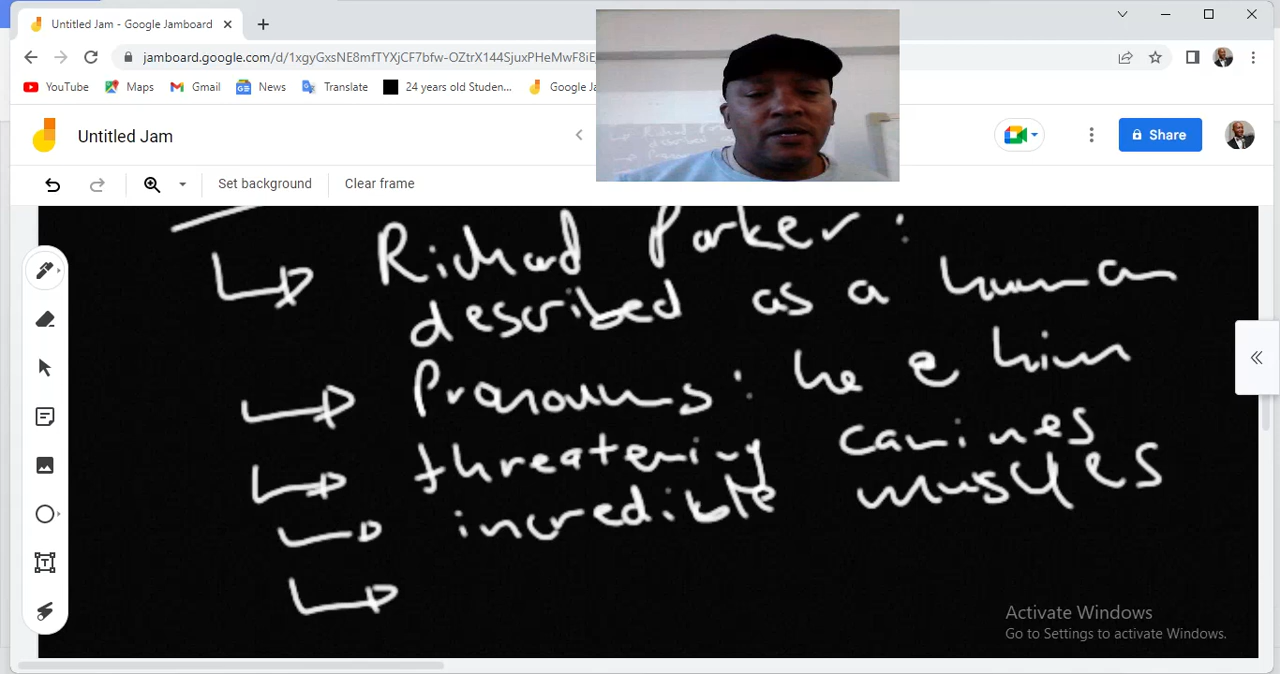 Untitled Jam - Google Jamboard
jamboard.google.com/d/1xgyGxsNE8mfTYXjCF7bfw-OZtrX144SjuxPHeMwF8iE
YouTube Maps Gmail News Translate 24 years old Studen... Google Ja
Untitled Jam
Share
Set background Clear frame
Richard Parker:
described as a human
Pronouns: he & him
threatening canines
incredible muscles
Activate Windows
Go to Settings to activate Windows.